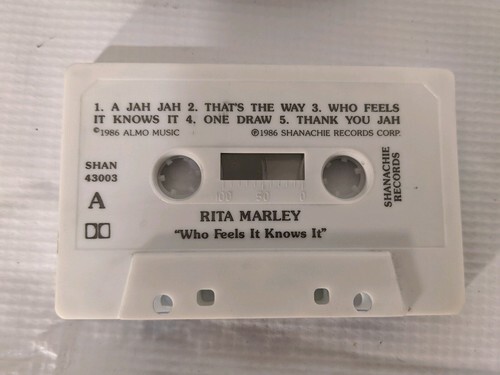 1. A JAH JAH 2. THAT'S THE WAY 3. WHO FEELS
IT KNOWS IT 4. ONE DRAW 5. THANK YOU JAH
©1986 ALMO MUSIC ℗1986 SHANACHIE RECORDS CORP.
SHAN
43003
A
100 50 0
SHANACHIE
RECORDS
RITA MARLEY
"Who Feels It Knows It"